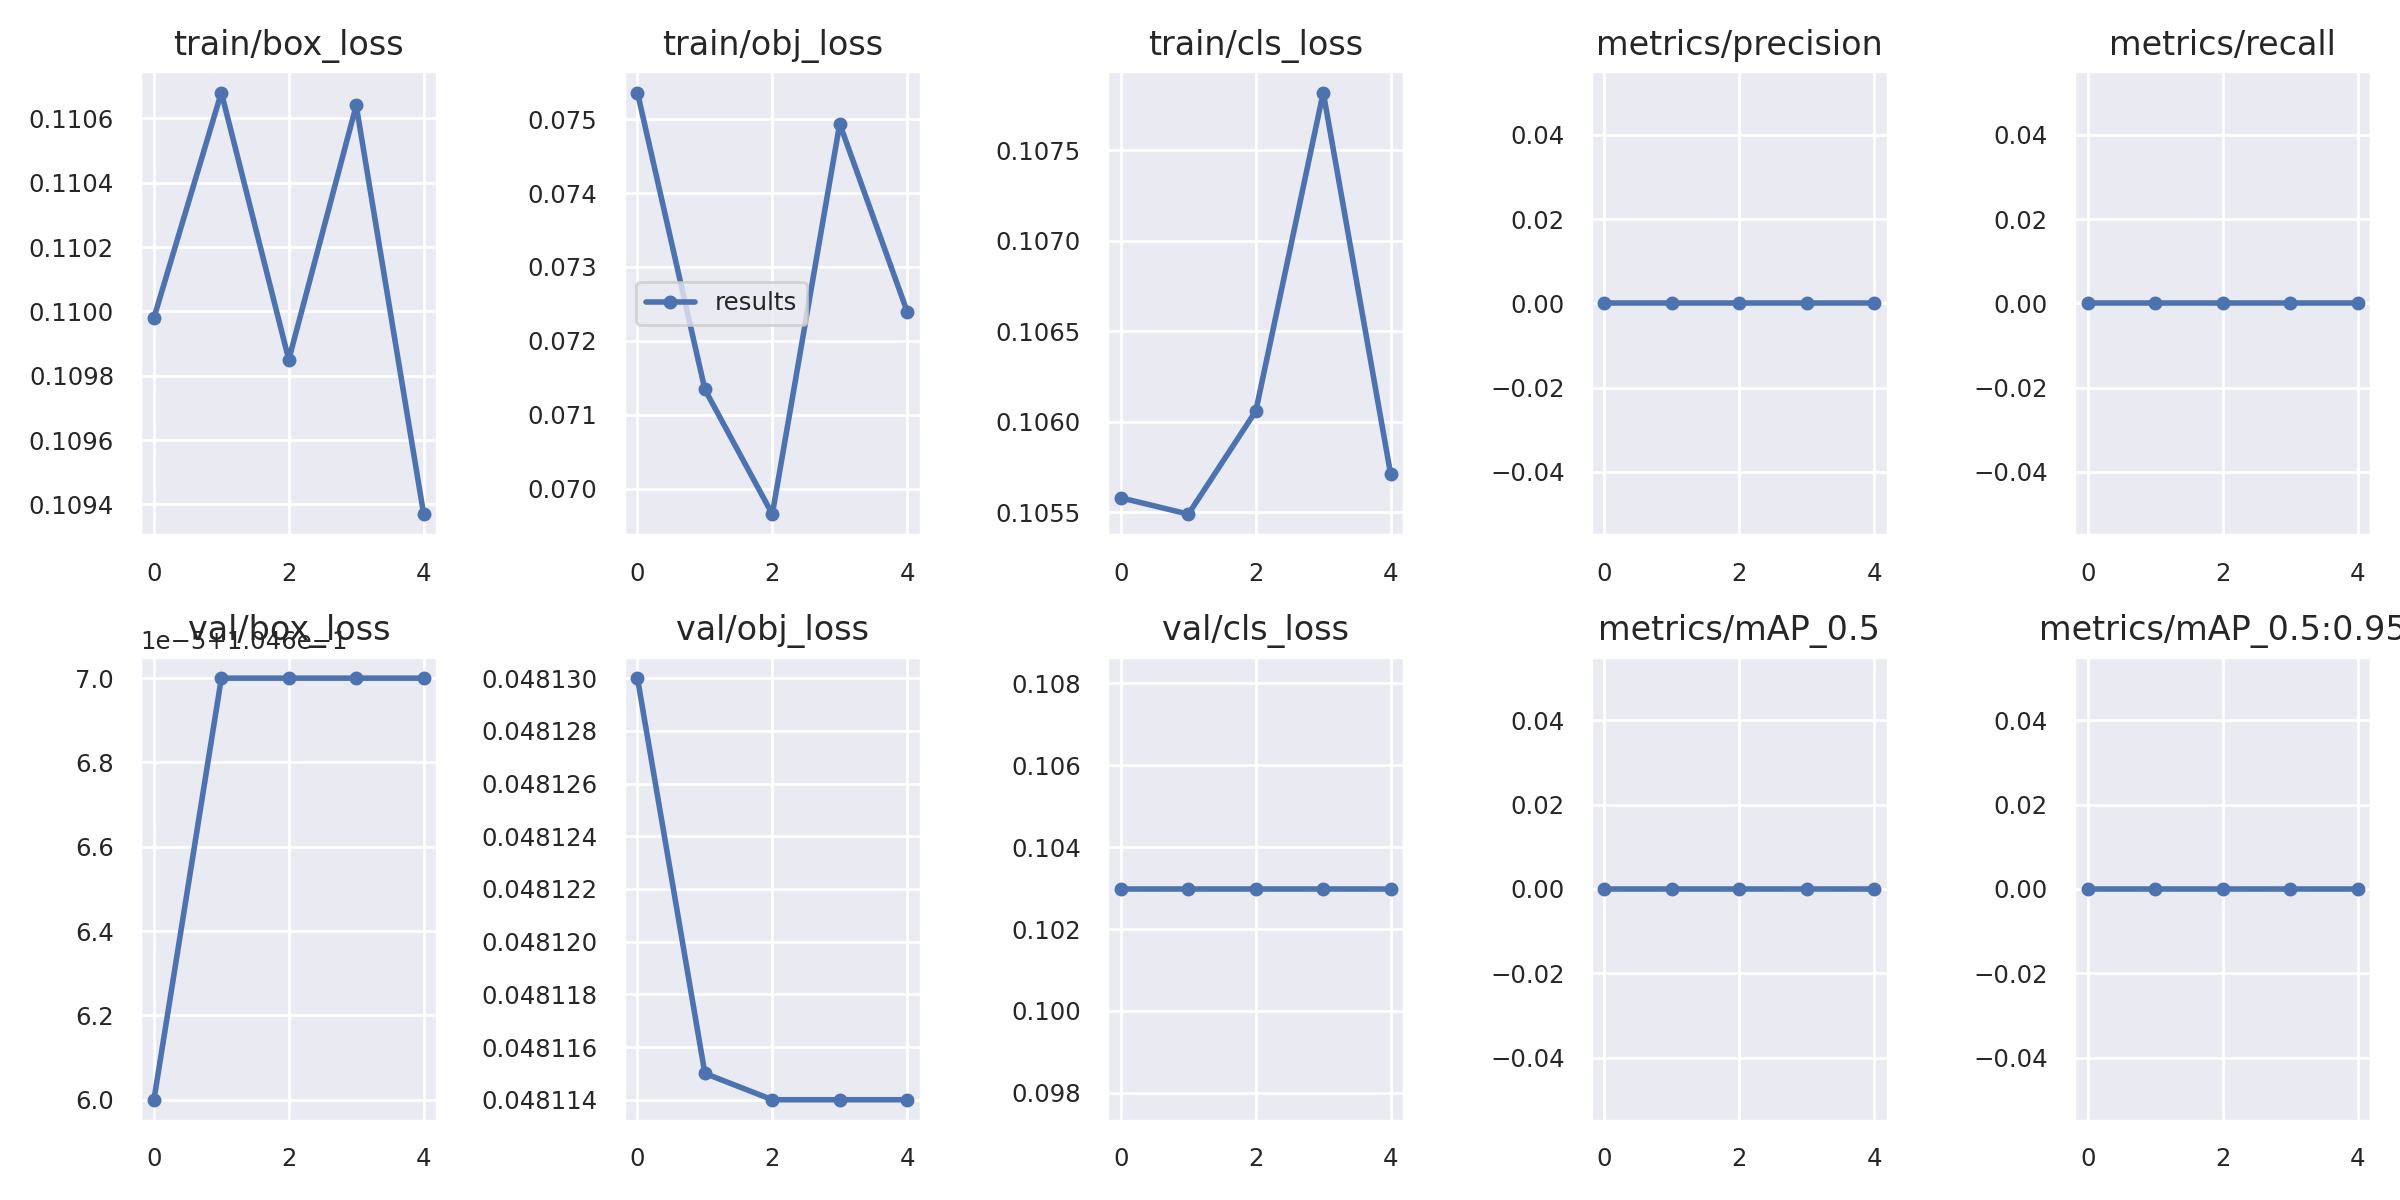 train/box_loss
0.1106
0.1104
0.1102
0.1100
0.1098
0.1096
0.1094
0 2 4
train/obj_loss
0.075
0.074
0.073
0.072
0.071
0.070
results
0 2 4
train/cls_loss
0.1075
0.1070
0.1065
0.1060
0.1055
0 2 4
metrics/precision
0.04
0.02
0.00
−0.02
−0.04
0 2 4
metrics/recall
0.04
0.02
0.00
−0.02
−0.04
0 2 4
val/box_loss
1e−5+1.046e−1
7.0
6.8
6.6
6.4
6.2
6.0
0 2 4
val/obj_loss
0.048130
0.048128
0.048126
0.048124
0.048122
0.048120
0.048118
0.048116
0.048114
0 2 4
val/cls_loss
0.108
0.106
0.104
0.102
0.100
0.098
0 2 4
metrics/mAP_0.5
0.04
0.02
0.00
−0.02
−0.04
0 2 4
metrics/mAP_0.5:0.95
0.04
0.02
0.00
−0.02
−0.04
0 2 4